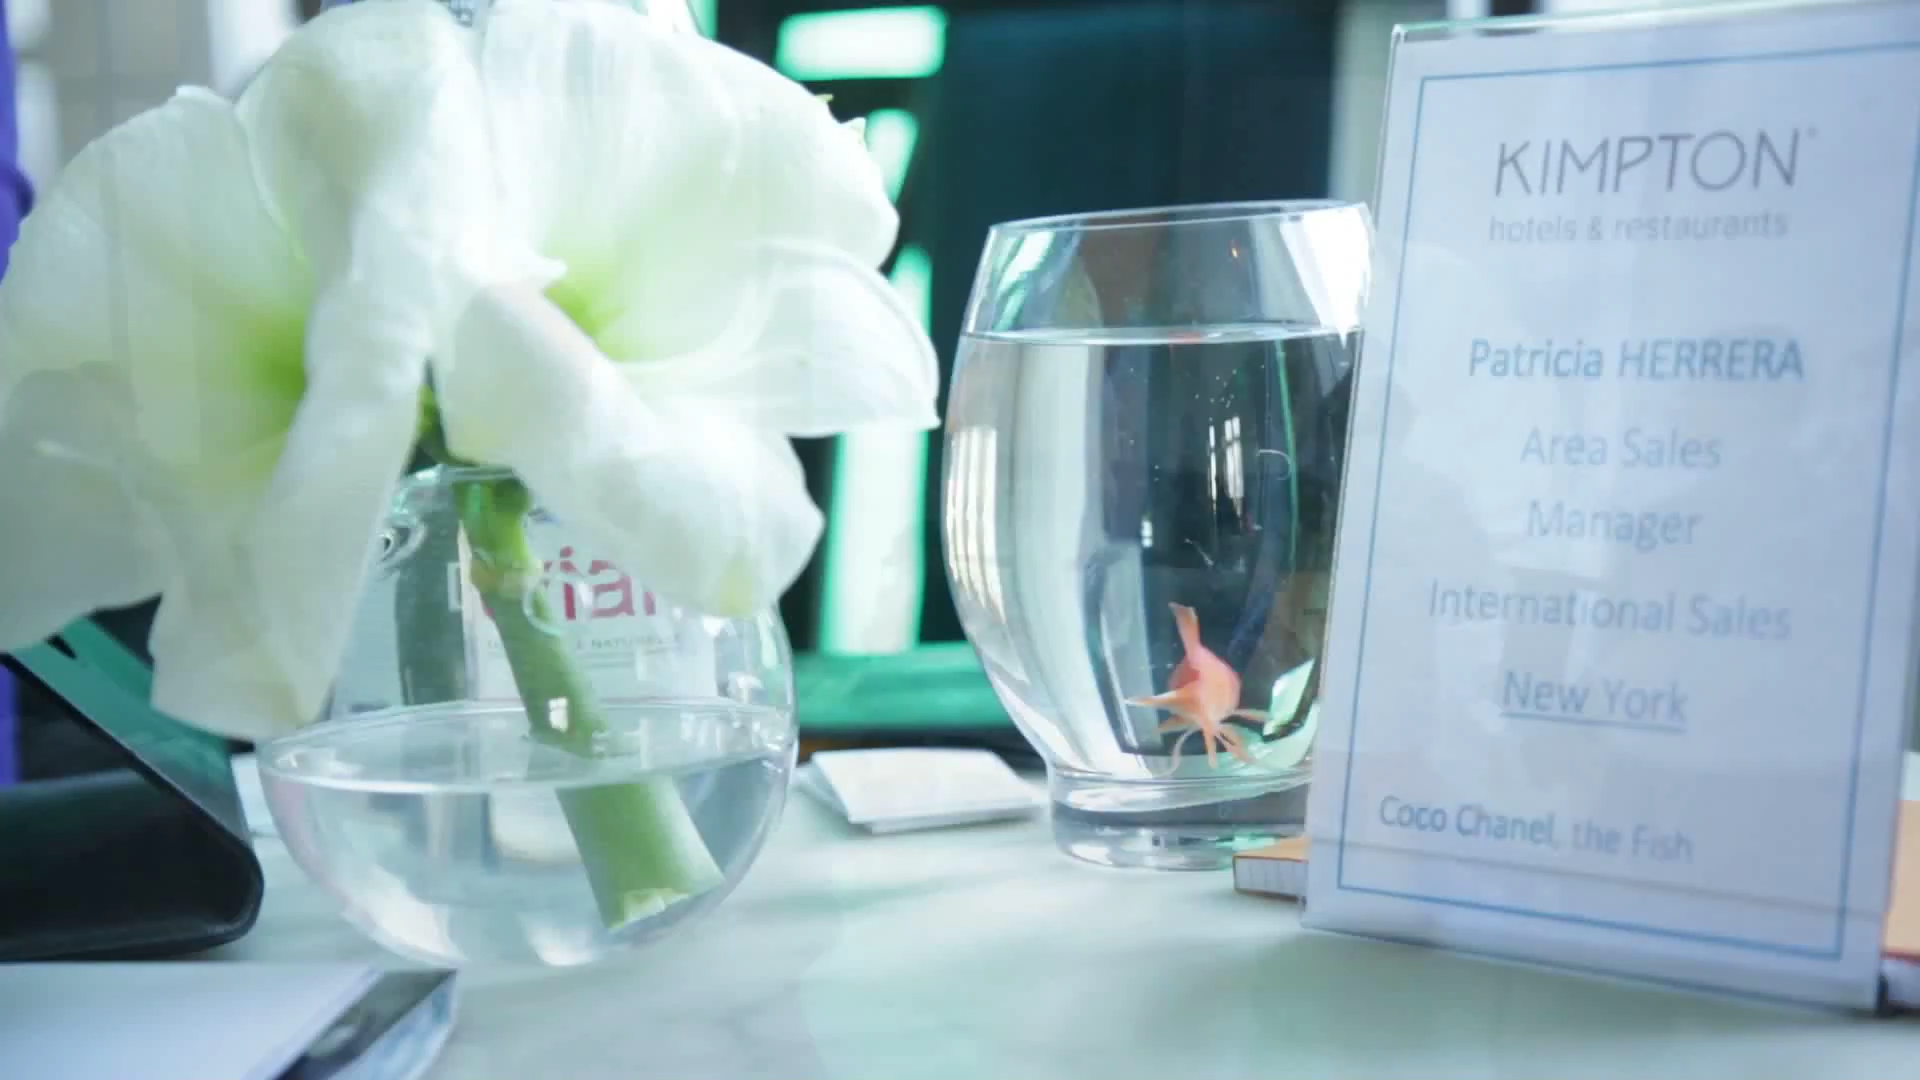 KIMPTON
hotels & restaurants
Patricia HERRERA
Area Sales
Manager
International Sales
New York
Coco Chanel, the Fish